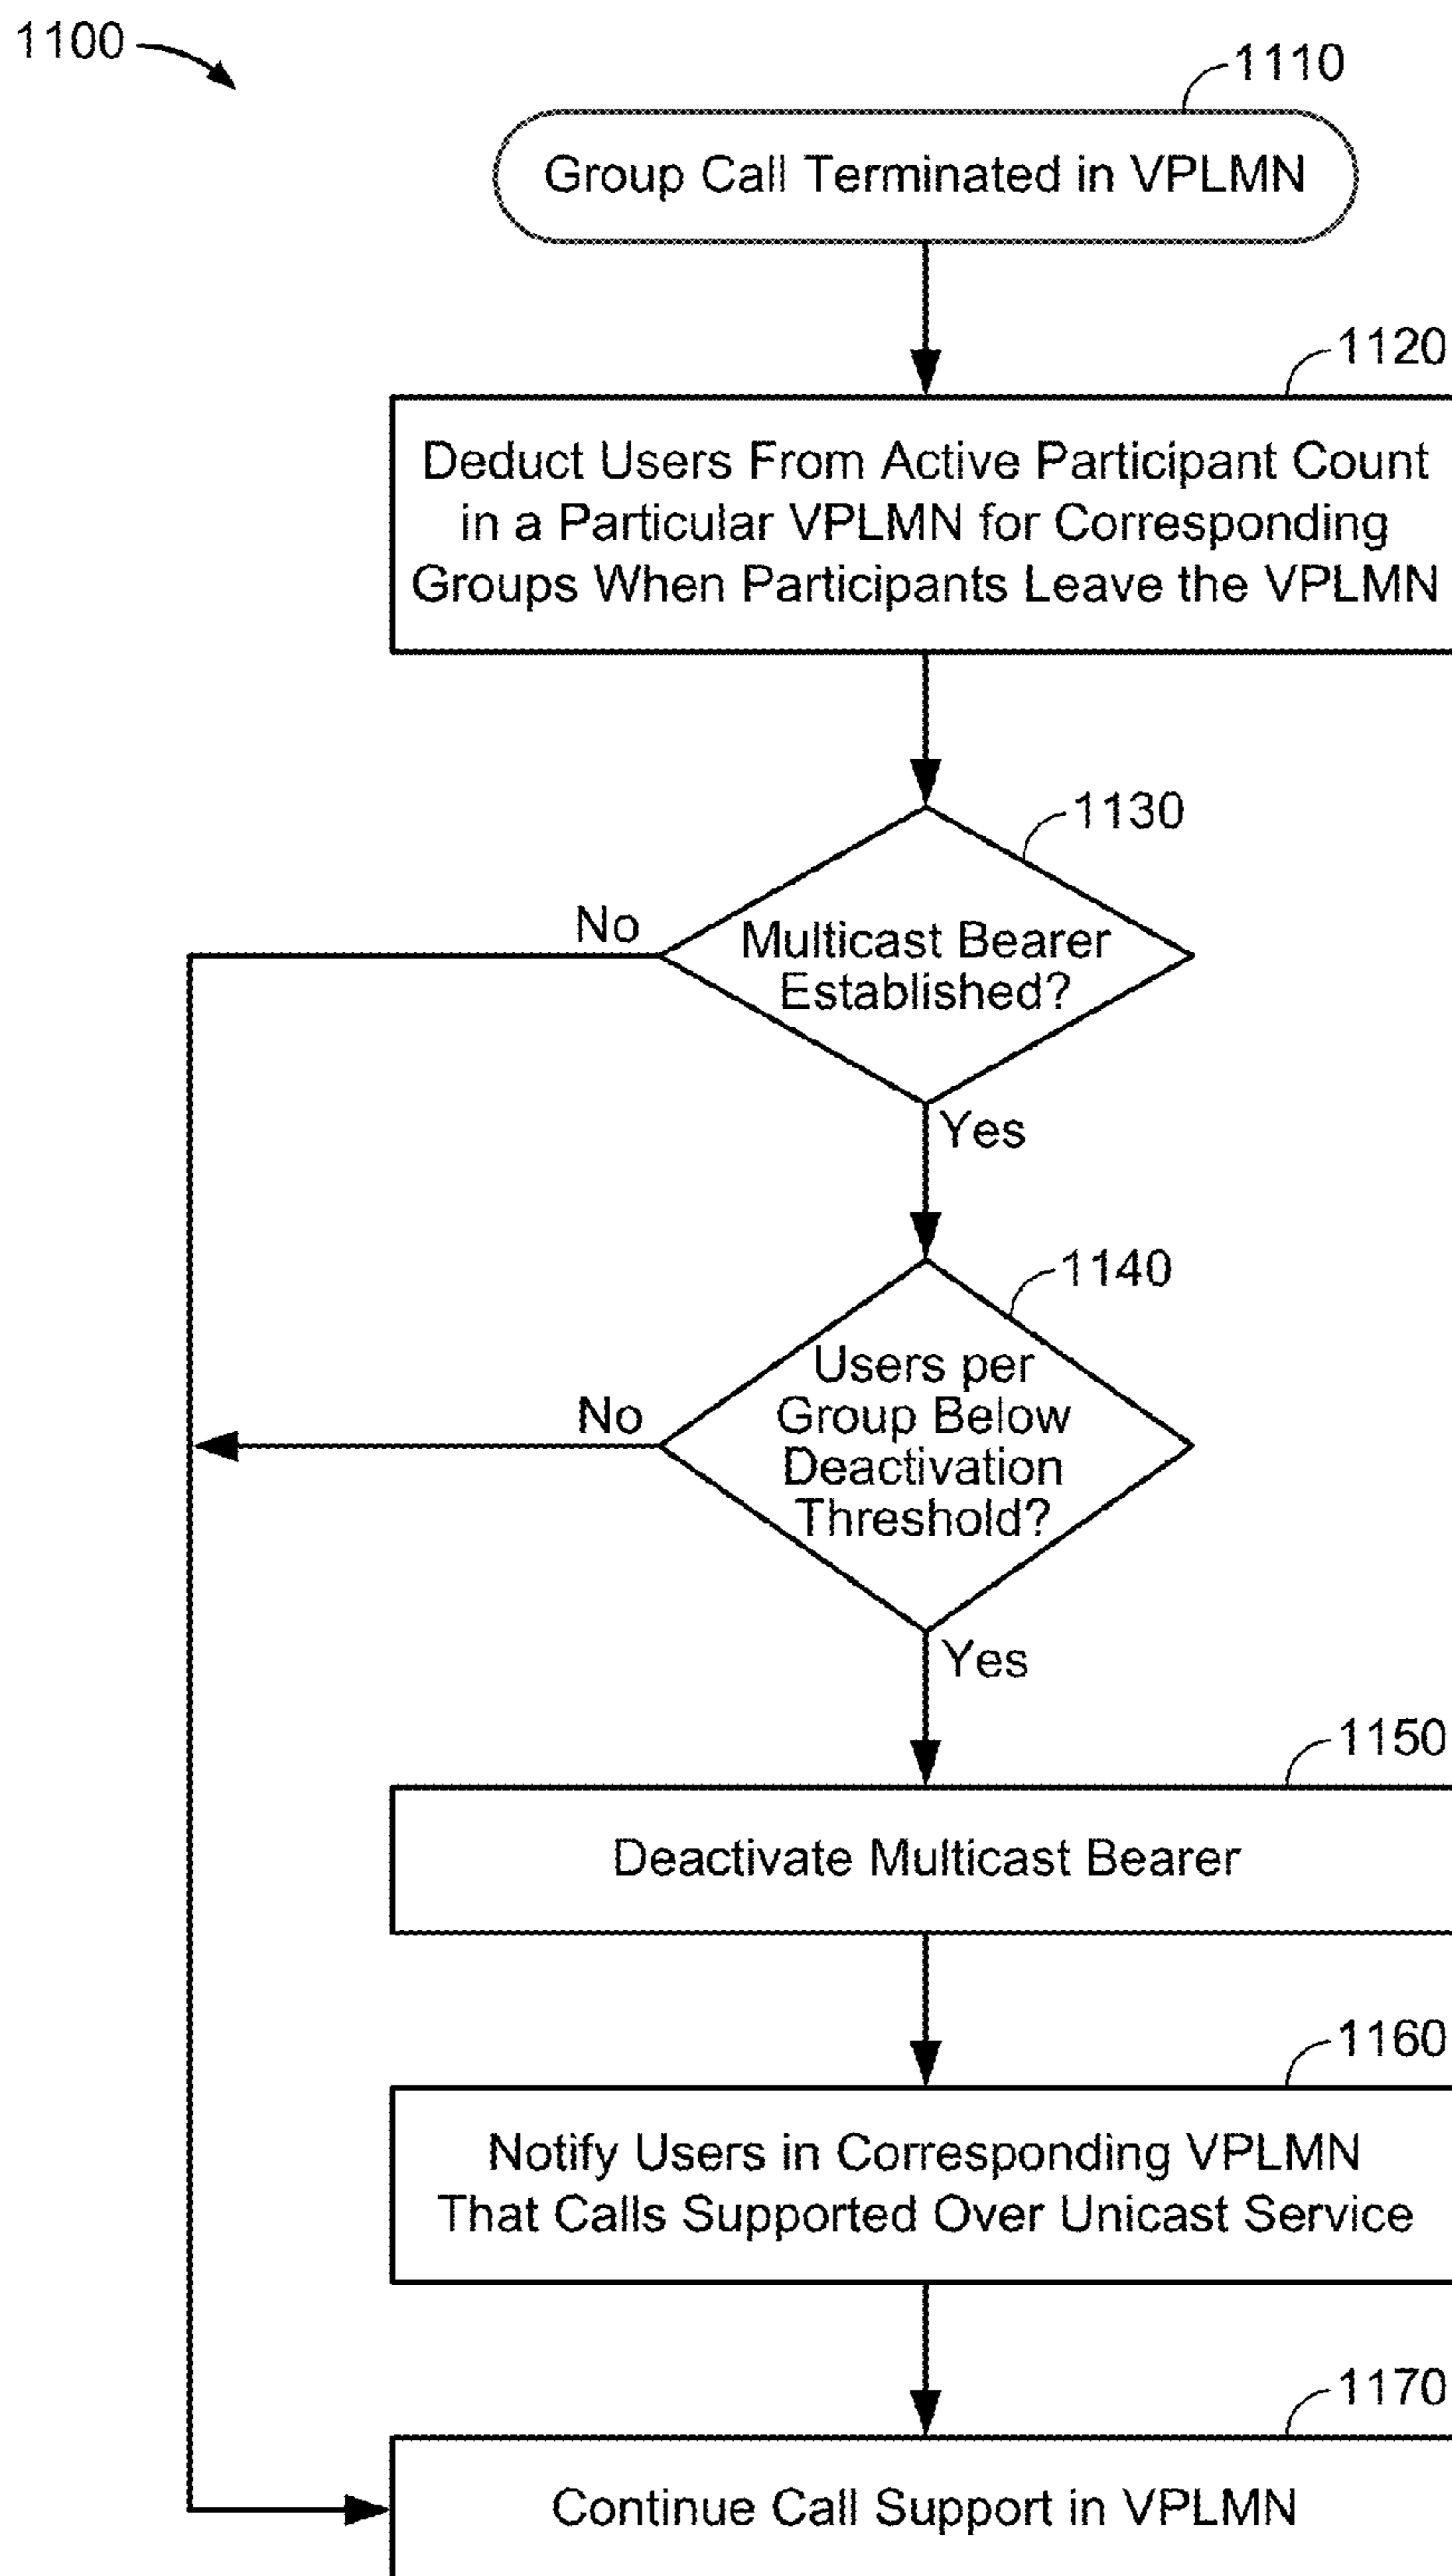 1100
1110
Group Call Terminated in VPLMN
1120
Deduct Users From Active Participant Count
in a Particular VPLMN for Corresponding
Groups When Participants Leave the VPLMN
1130
No
Multicast Bearer
Established?
Yes
1140
No
Users per
Group Below
Deactivation
Threshold?
Yes
1150
Deactivate Multicast Bearer
1160
Notify Users in Corresponding VPLMN
That Calls Supported Over Unicast Service
1170
Continue Call Support in VPLMN